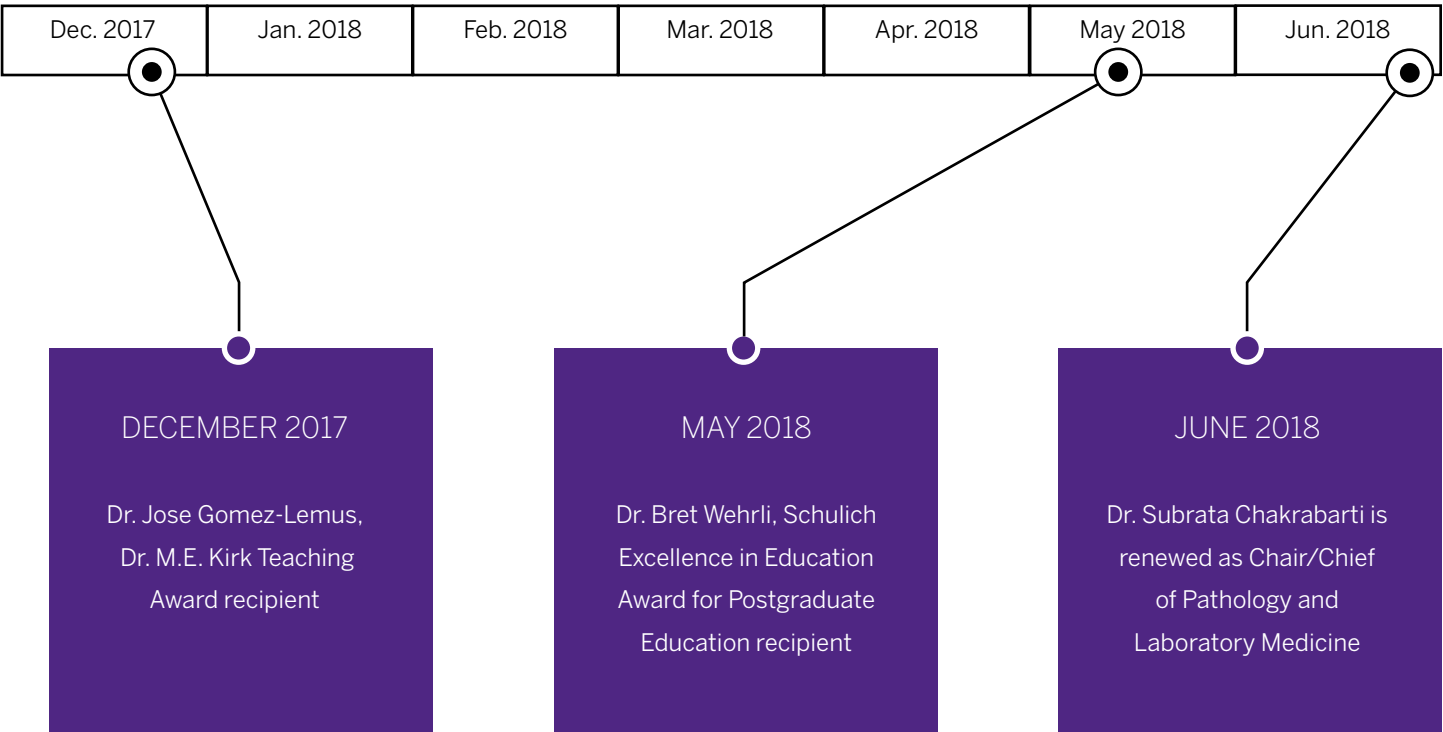 Dec. 2017 Jan. 2018 Feb. 2018 Mar. 2018 Apr. 2018 May 2018 Jun. 2018
DECEMBER 2017
Dr. Jose Gomez-Lemus,
Dr. M.E. Kirk Teaching
Award recipient
MAY 2018
Dr. Bret Wehrli, Schulich
Excellence in Education
Award for Postgraduate
Education recipient
JUNE 2018
Dr. Subrata Chakrabarti is
renewed as Chair/Chief
of Pathology and
Laboratory Medicine